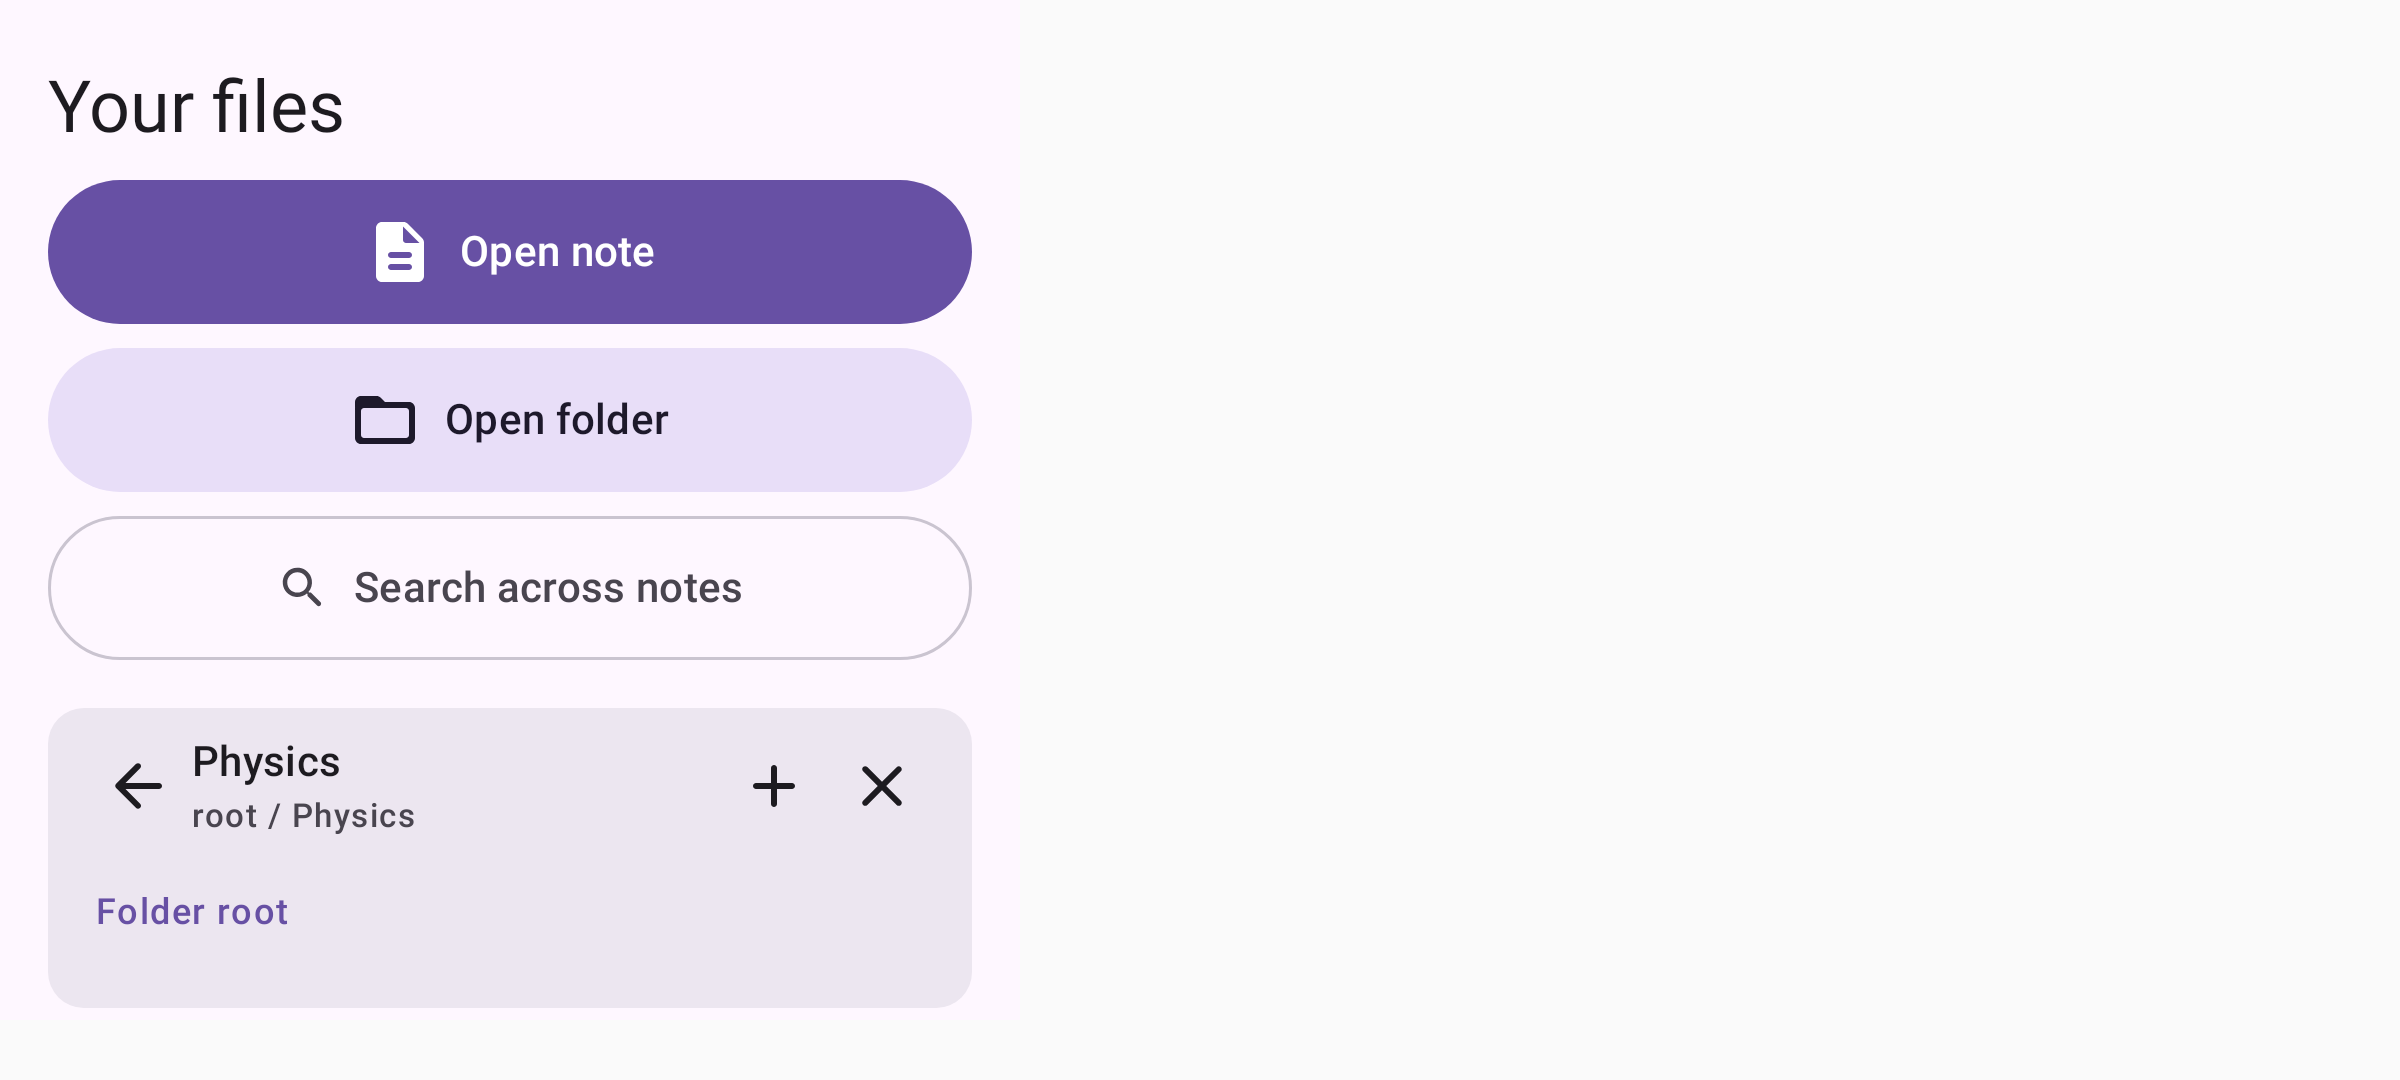 Your files
Open note
Open folder
Search across notes
Physics
root / Physics
Folder root